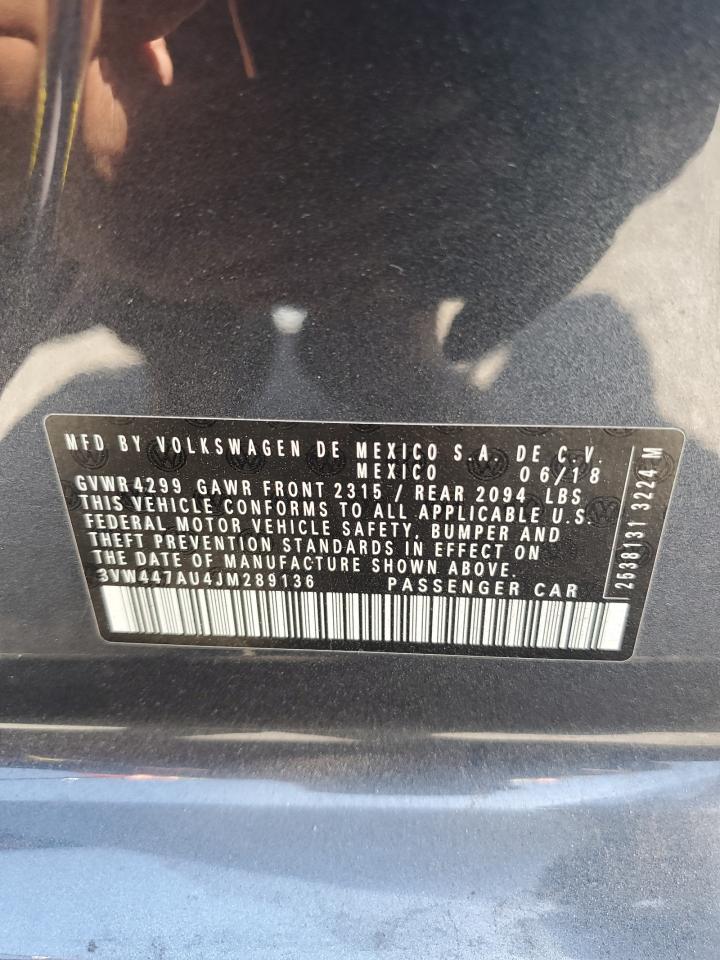 MFD BY VOLKSWAGEN DE MEXICO S.A. DE C.V.
MEXICO 06/18
GVWR4299 GAWR FRONT 2315 / REAR 2094 LBS
THIS VEHICLE CONFORMS TO ALL APPLICABLE U.S.
FEDERAL MOTOR VEHICLE SAFETY, BUMPER AND
THEFT PREVENTION STANDARDS IN EFFECT ON
THE DATE OF MANUFACTURE SHOWN ABOVE.
3VW447AU4JM289136 PASSENGER CAR
2538131 3224 M